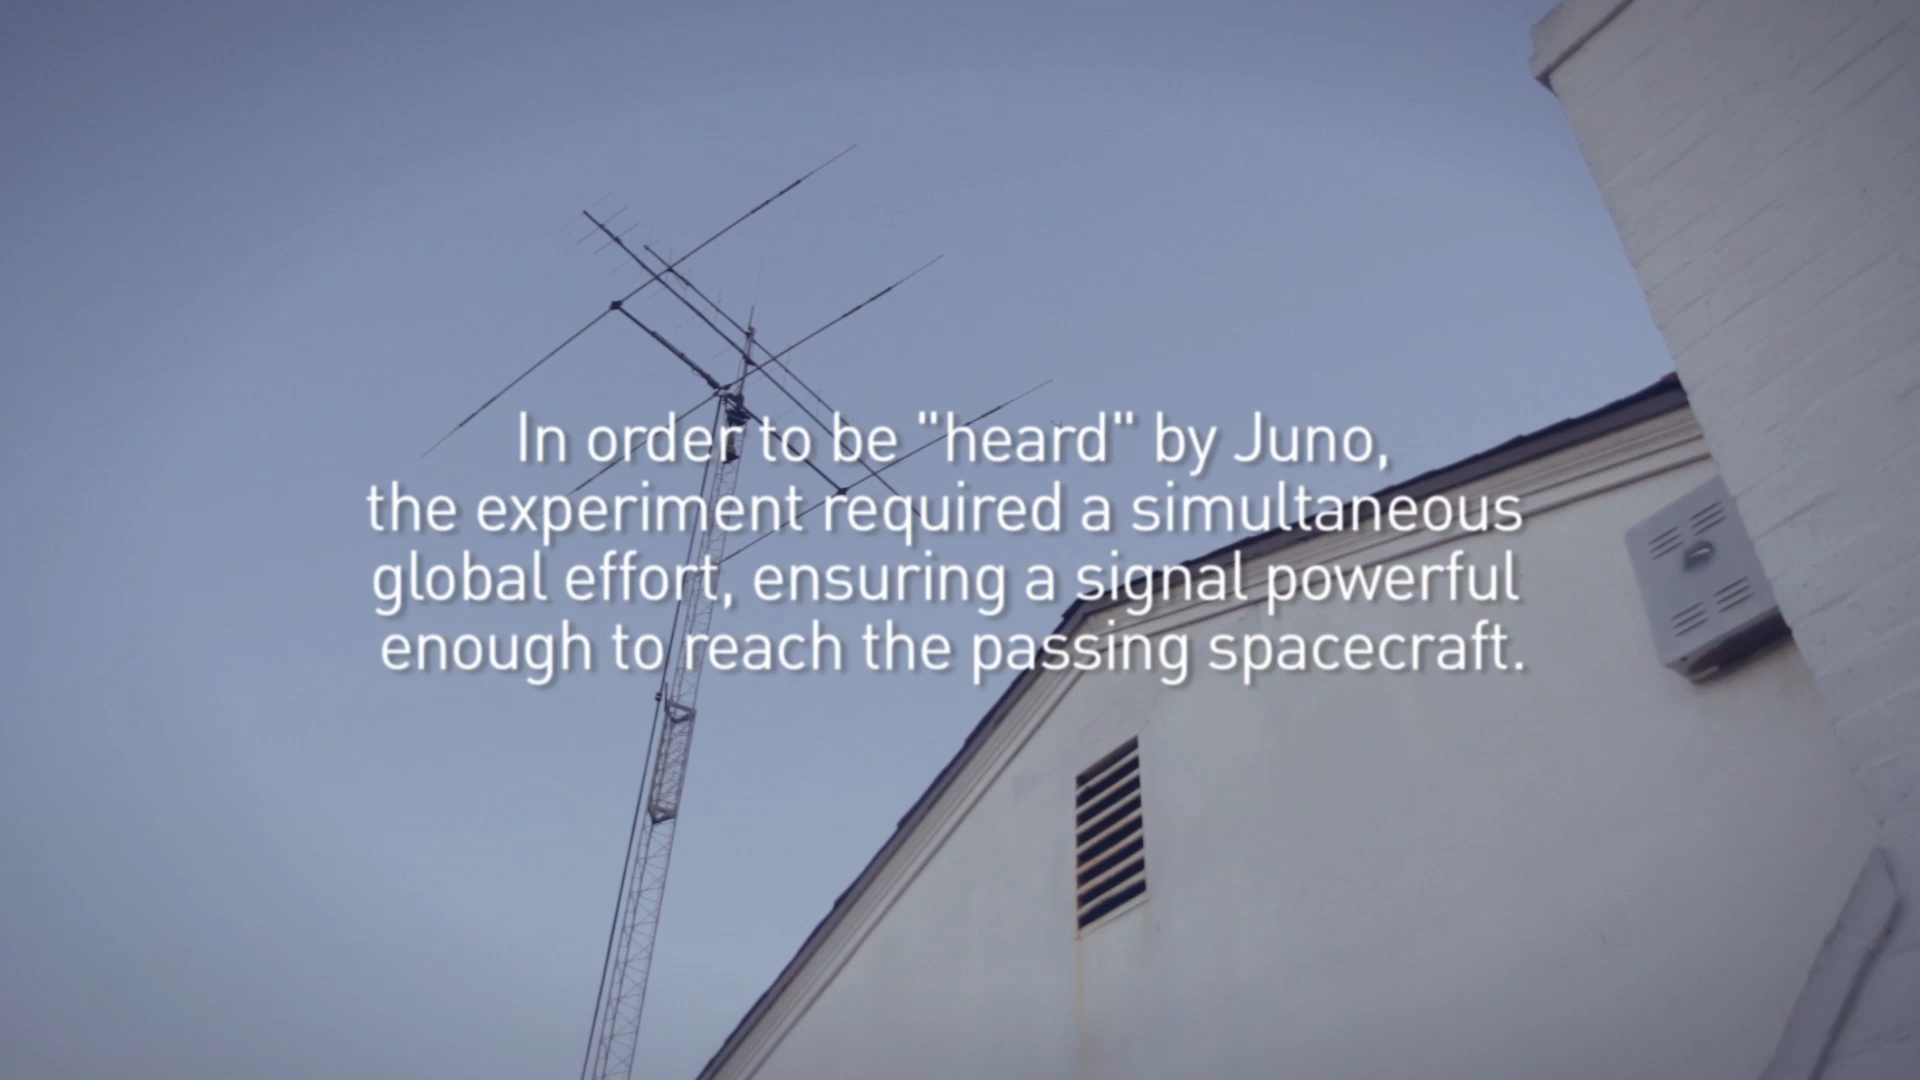 In order to be "heard" by Juno,
the experiment required a simultaneous
global effort, ensuring a signal powerful
enough to reach the passing spacecraft.